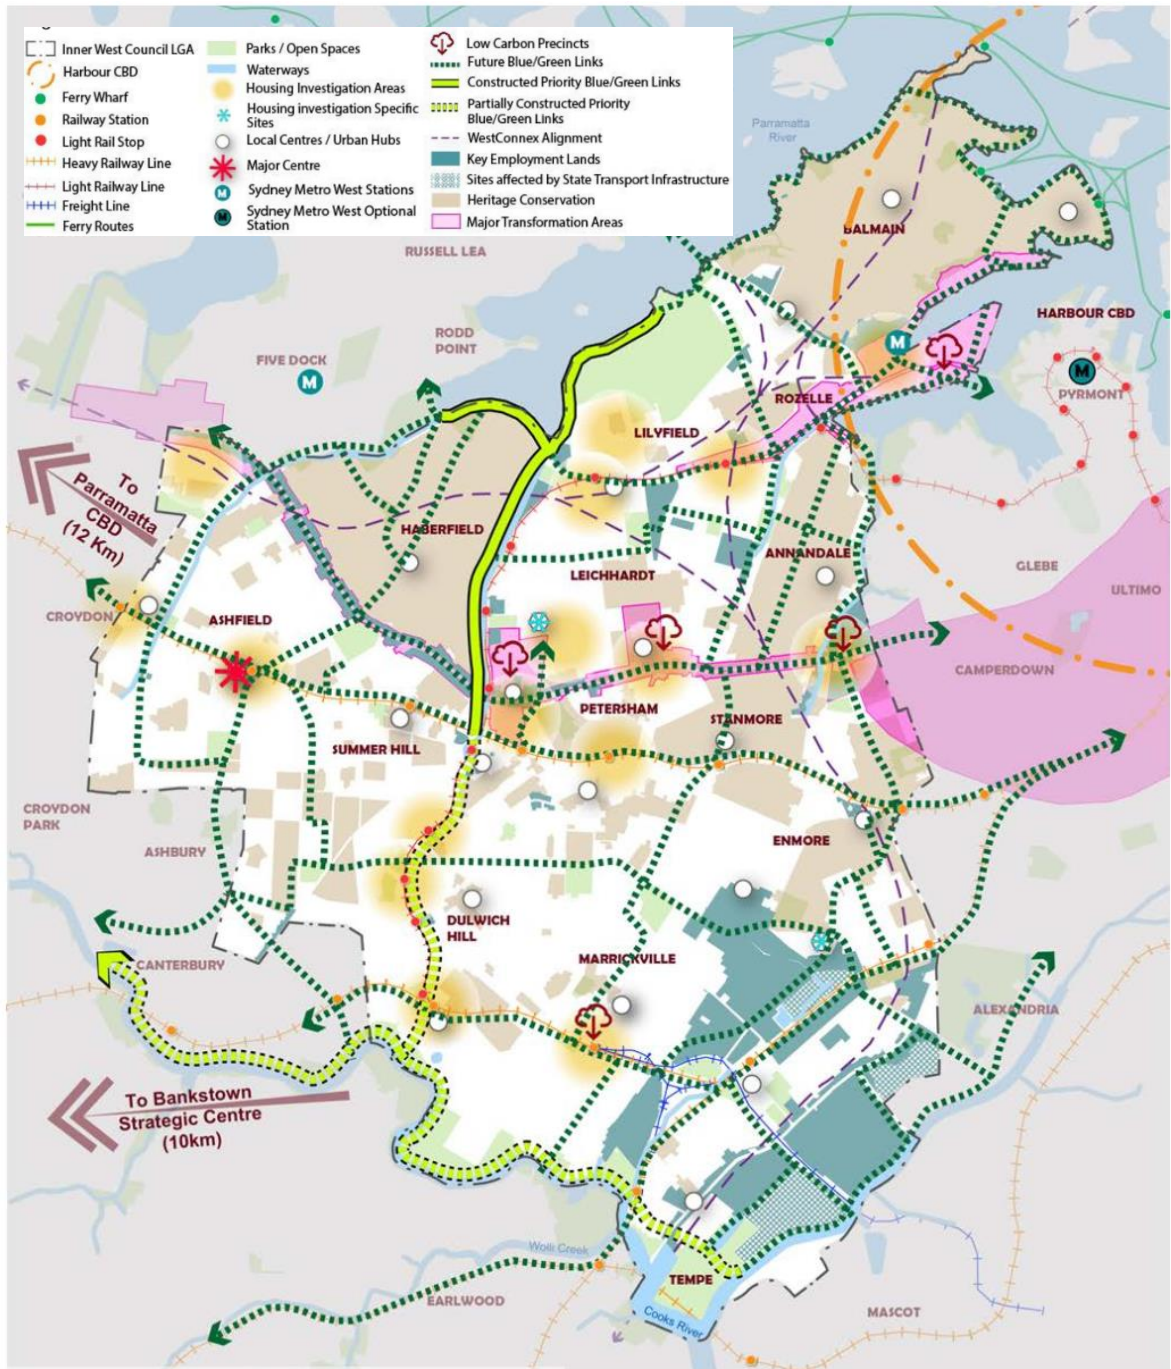 Inner West Council LGA
Harbour CBD
Ferry Wharf
Railway Station
Light Rail Stop
Heavy Railway Line
Light Railway Line
Freight Line
Ferry Routes
Parks / Open Spaces
Waterways
Housing Investigation Areas
Housing investigation Specific
Sites
Local Centres / Urban Hubs
Major Centre
M
Sydney Metro West Stations
M
Sydney Metro West Optional
Station
Low Carbon Precincts
Future Blue/Green Links
Constructed Priority Blue/Green Links
Partially Constructed Priority
Blue/Green Links
WestConnex Alignment
Key Employment Lands
Sites affected by State Transport Infrastructure
Heritage Conservation
Major Transformation Areas
Parramatta
River
BALMAIN
RUSSELL LEA
HARBOUR CBD
RODD
POINT
M
FIVE DOCK
M
M
PYRMONT
ROZELLE
LILYFIELD
To
Parramatta
CBD
(12 Km)
HABERFIELD
ANNANDALE
GLEBE
LEICHHARDT
ULTIMO
CROYDON
ASHFIELD
CAMPERDOWN
PETERSHAM
STANMORE
SUMMER HILL
CROYDON
PARK
ASHBURY
ENMORE
DULWICH
HILL
MARRICKVILLE
CANTERBURY
ALEXANDRIA
To Bankstown
Strategic Centre
(10km)
Wolli Creek
TEMPE
EARLWOOD
Cooks River
MASCOT